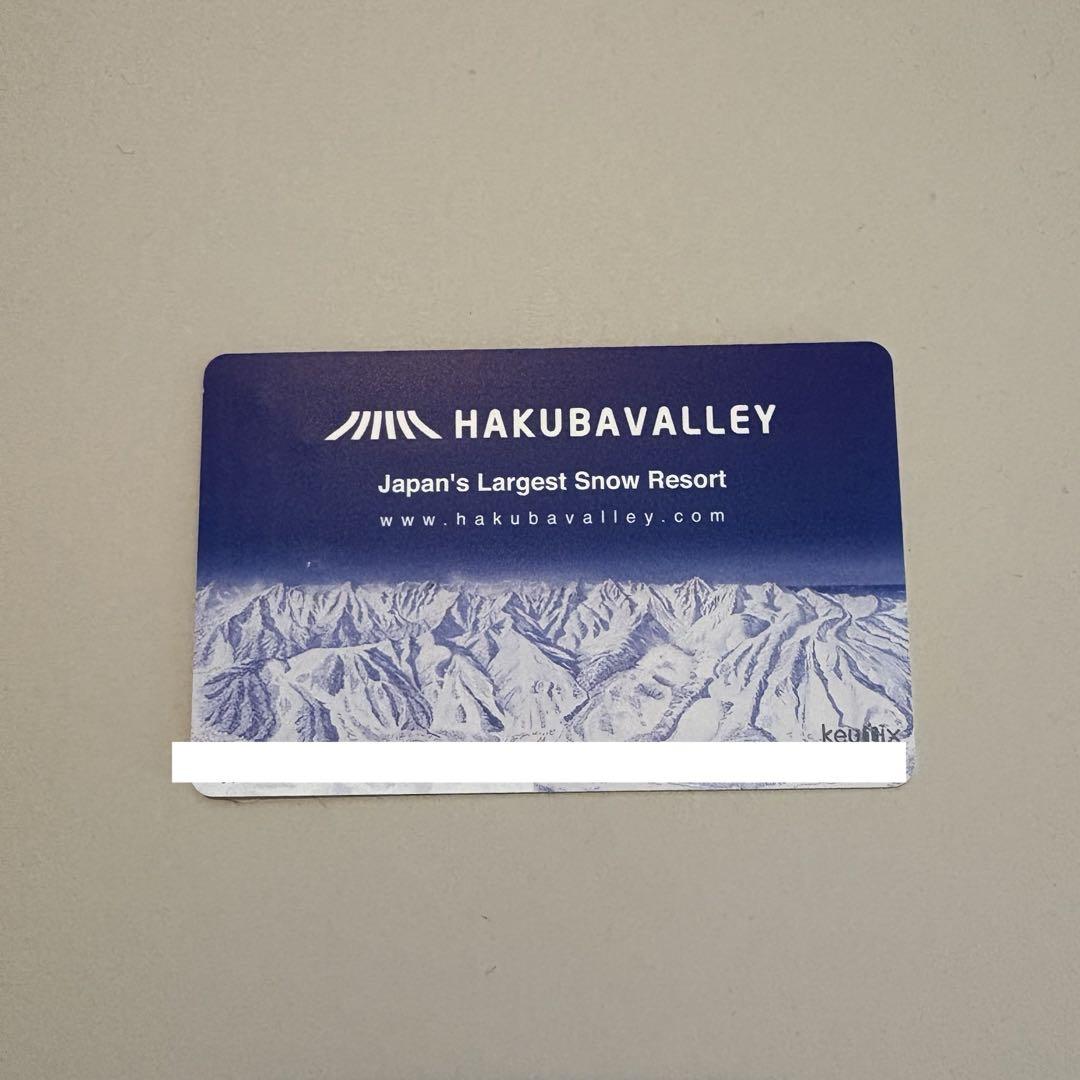 HAKUBAVALLEY
Japan's Largest Snow Resort
www.hakubavalley.com